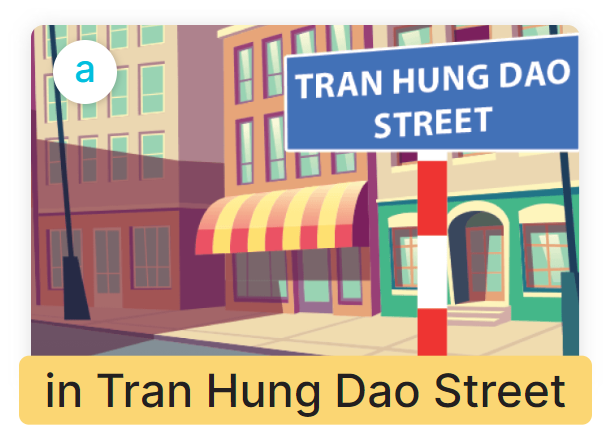 a
TRAN HUNG DAO
STREET
in Tran Hung Dao Street